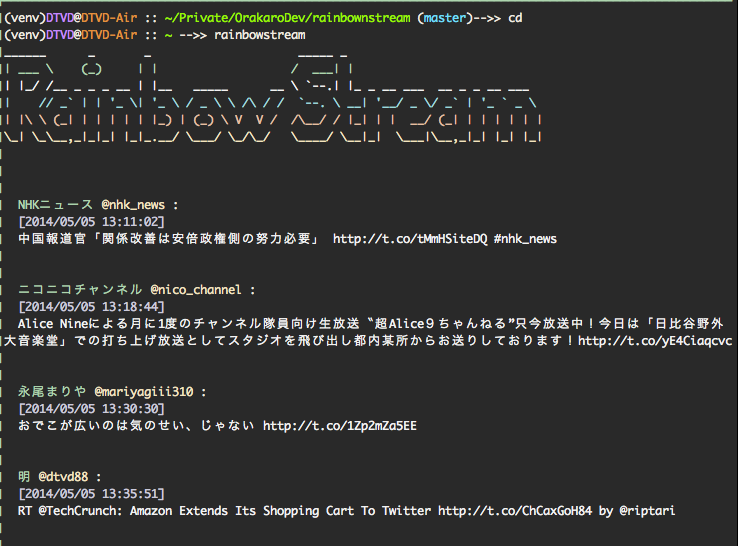 (venv)DTVD@DTVD-Air :: ~/Private/OrakaroDev/rainbownstream (master)-->> cd
(venv)DTVD@DTVD-Air :: ~ -->> rainbowstream
Rainbow Stream
NHKニュース @nhk_news :
[2014/05/05 13:11:02]
中国報道官「関係改善は安倍政権側の努力必要」 http://t.co/tMmHSiteDQ #nhk_news
ニコニコチャンネル @nico_channel :
[2014/05/05 13:18:44]
Alice Nineによる月に1度のチャンネル隊員向け生放送〝超Alice９ちゃんねる”只今放送中！今日は「日比谷野外
大音楽堂」での打ち上げ放送としてスタジオを飛び出し都内某所からお送りしております！http://t.co/yE4Ciaqcvc
永尾まりや @mariyagiii310 :
[2014/05/05 13:30:30]
おでこが広いのは気のせい、じゃない http://t.co/1Zp2mZa5EE
明 @dtvd88 :
[2014/05/05 13:35:51]
RT @TechCrunch: Amazon Extends Its Shopping Cart To Twitter http://t.co/ChCaxGoH84 by @riptari